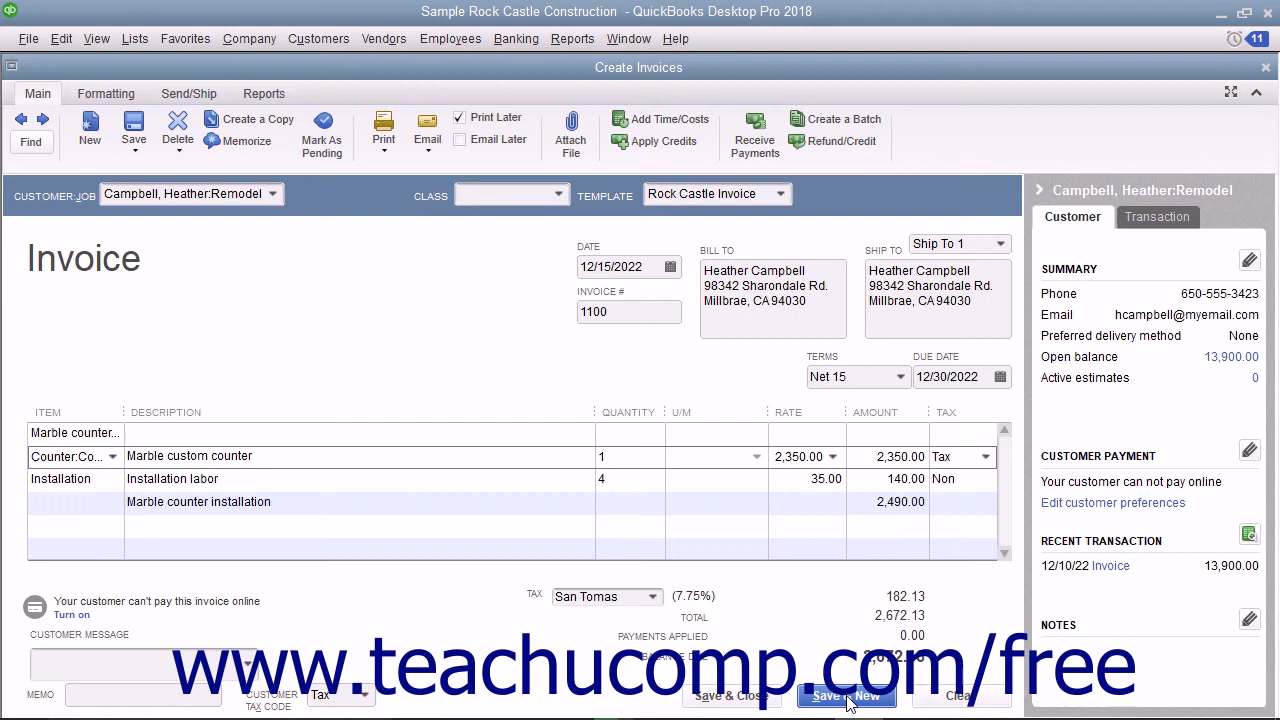 Sample Rock Castle Construction - QuickBooks Desktop Pro 2018
File Edit View Lists Favorites Company Customers Vendors Employees Banking Reports Window Help 11
Create Invoices
Main Formatting Send/Ship Reports
Find New Save Delete Create a Copy Memorize Mark As Pending Print Email Print Later Email Later Attach File Add Time/Costs Apply Credits Receive Payments Create a Batch Refund/Credit
CUSTOMER:JOB Campbell, Heather:Remodel CLASS TEMPLATE Rock Castle Invoice
Invoice
DATE
12/15/2022
INVOICE #
1100
BILL TO
Heather Campbell
98342 Sharondale Rd.
Millbrae, CA 94030
SHIP TO Ship To 1
Heather Campbell
98342 Sharondale Rd.
Millbrae, CA 94030
TERMS DUE DATE
Net 15 12/30/2022
ITEM DESCRIPTION QUANTITY U/M RATE AMOUNT TAX
Marble counter...
Counter:Co... Marble custom counter 1 2,350.00 2,350.00 Tax
Installation Installation labor 4 35.00 140.00 Non
Marble counter installation 2,490.00
Your customer can't pay this invoice online
Turn on
CUSTOMER MESSAGE
TAX San Tomas (7.75%) 182.13
TOTAL 2,672.13
PAYMENTS APPLIED 0.00
BALANCE DUE 2,672.13
MEMO
CUSTOMER TAX CODE Tax
Save & Close Save & New Clear
Campbell, Heather:Remodel
Customer Transaction
SUMMARY
Phone 650-555-3423
Email hcampbell@myemail.com
Preferred delivery method None
Open balance 13,900.00
Active estimates 0
CUSTOMER PAYMENT
Your customer can not pay online
Edit customer preferences
RECENT TRANSACTION
12/10/22 Invoice 13,900.00
NOTES
www.teachucomp.com/free